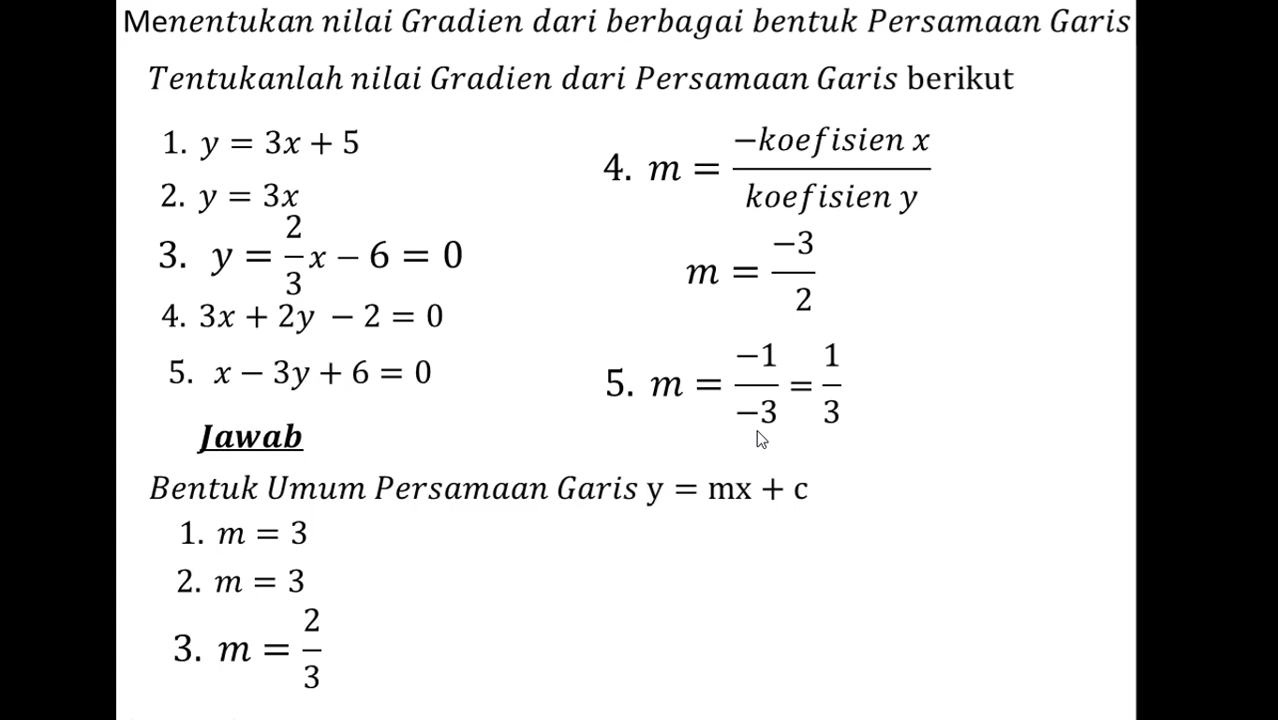 Menentukan nilai Gradien dari berbagai bentuk Persamaan Garis
Tentukanlah nilai Gradien dari Persamaan Garis berikut
1. y = 3x + 5
2. y = 3x
3. y = 2/3 x − 6 = 0
4. 3x + 2y − 2 = 0
5. x − 3y + 6 = 0
Jawab
Bentuk Umum Persamaan Garis y = mx + c
1. m = 3
2. m = 3
3. m = 2/3
4. m = −koefisien x / koefisien y
m = −3 / 2
5. m = −1 / −3 = 1/3